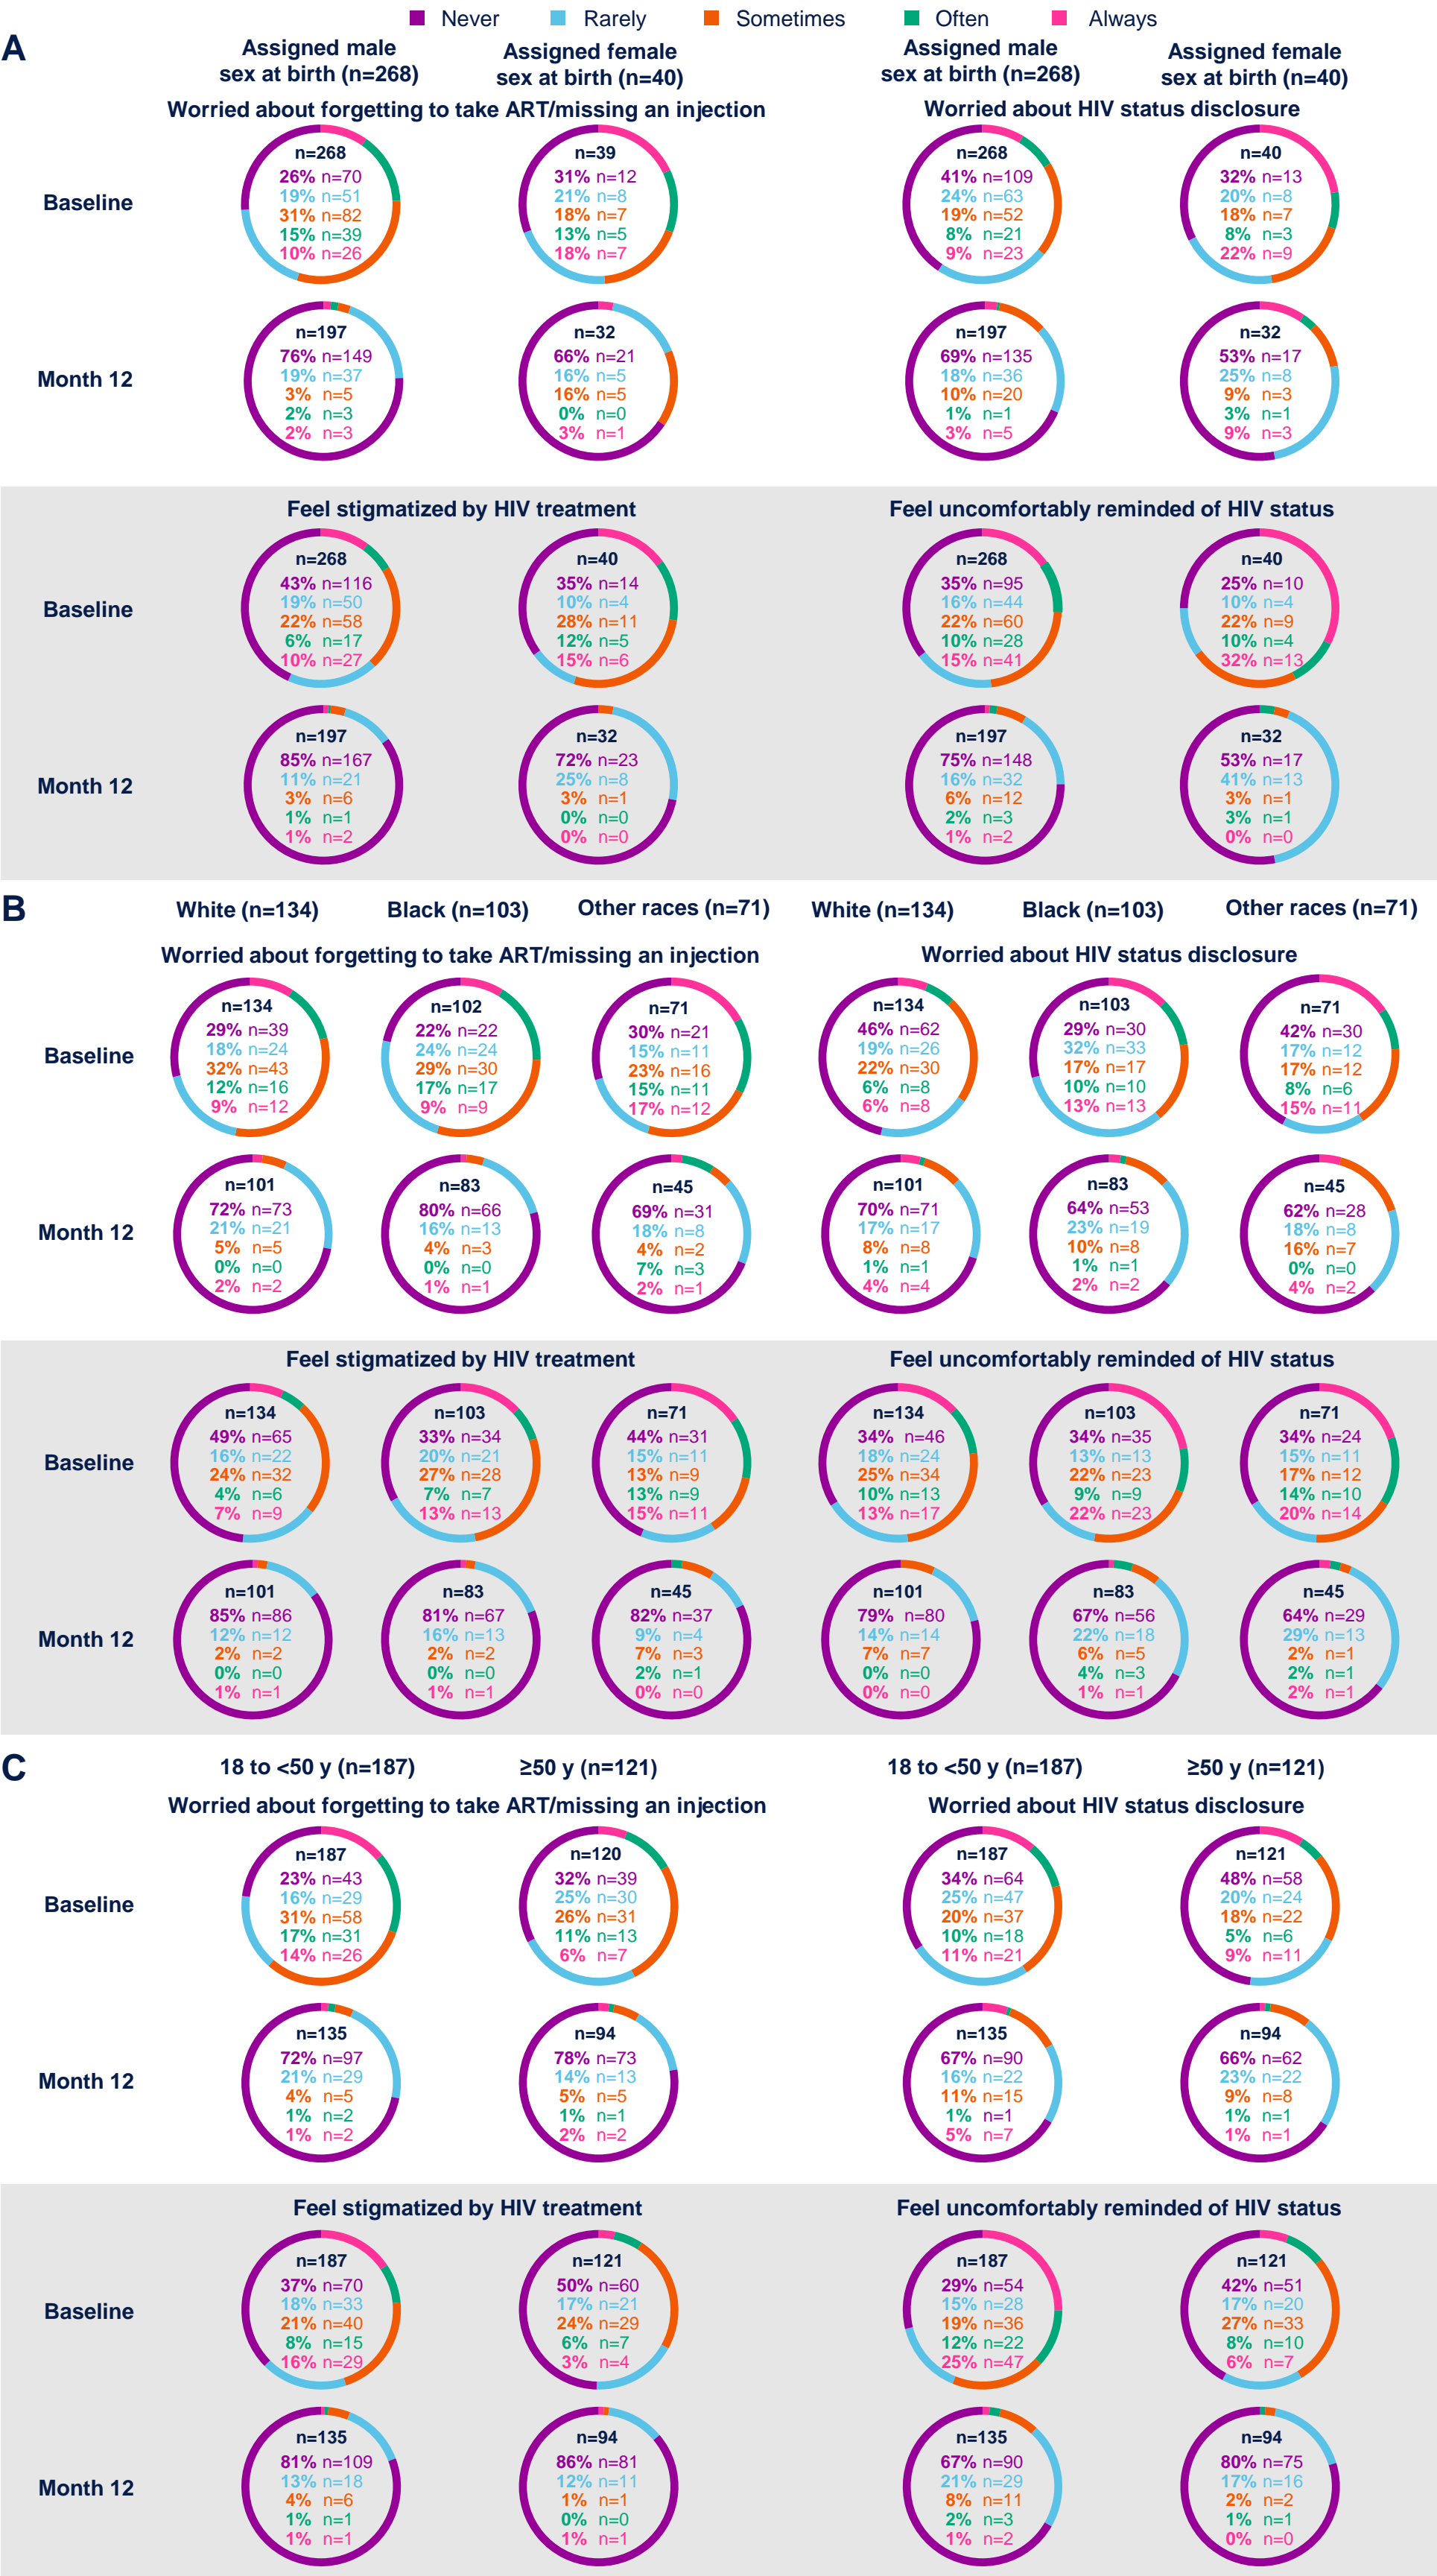 Never Rarely Sometimes Often Always
A
Assigned male sex at birth (n=268)
Assigned female sex at birth (n=40)
Assigned male sex at birth (n=268)
Assigned female sex at birth (n=40)
Worried about forgetting to take ART/missing an injection
Worried about HIV status disclosure
Baseline
n=268
26% n=70
19% n=51
31% n=82
15% n=39
10% n=26
n=39
31% n=12
21% n=8
18% n=7
13% n=5
18% n=7
n=268
41% n=109
24% n=63
19% n=52
8% n=21
9% n=23
n=40
32% n=13
20% n=8
18% n=7
8% n=3
22% n=9
Month 12
n=197
76% n=149
19% n=37
3% n=5
2% n=3
2% n=3
n=32
66% n=21
16% n=5
16% n=5
0% n=0
3% n=1
n=197
69% n=135
18% n=36
10% n=20
1% n=1
3% n=5
n=32
53% n=17
25% n=8
9% n=3
3% n=1
9% n=3
Feel stigmatized by HIV treatment
Feel uncomfortably reminded of HIV status
Baseline
n=268
43% n=116
19% n=50
22% n=58
6% n=17
10% n=27
n=40
35% n=14
10% n=4
28% n=11
12% n=5
15% n=6
n=268
35% n=95
16% n=44
22% n=60
10% n=28
15% n=41
n=40
25% n=10
10% n=4
22% n=9
10% n=4
32% n=13
Month 12
n=197
85% n=167
11% n=21
3% n=6
1% n=1
1% n=2
n=32
72% n=23
25% n=8
3% n=1
0% n=0
0% n=0
n=197
75% n=148
16% n=32
6% n=12
2% n=3
1% n=2
n=32
53% n=17
41% n=13
3% n=1
3% n=1
0% n=0
B
White (n=134)
Black (n=103)
Other races (n=71)
White (n=134)
Black (n=103)
Other races (n=71)
Worried about forgetting to take ART/missing an injection
Worried about HIV status disclosure
Baseline
n=134
29% n=39
18% n=24
32% n=43
12% n=16
9% n=12
n=102
22% n=22
24% n=24
29% n=30
17% n=17
9% n=9
n=71
30% n=21
15% n=11
23% n=16
15% n=11
17% n=12
n=134
46% n=62
19% n=26
22% n=30
6% n=8
6% n=8
n=103
29% n=30
32% n=33
17% n=17
10% n=10
13% n=13
n=71
42% n=30
17% n=12
17% n=12
8% n=6
15% n=11
Month 12
n=101
72% n=73
21% n=21
5% n=5
0% n=0
2% n=2
n=83
80% n=66
16% n=13
4% n=3
0% n=0
1% n=1
n=45
69% n=31
18% n=8
4% n=2
7% n=3
2% n=1
n=101
70% n=71
17% n=17
8% n=8
1% n=1
4% n=4
n=83
64% n=53
23% n=19
10% n=8
1% n=1
2% n=2
n=45
62% n=28
18% n=8
16% n=7
0% n=0
4% n=2
Feel stigmatized by HIV treatment
Feel uncomfortably reminded of HIV status
Baseline
n=134
49% n=65
16% n=22
24% n=32
4% n=6
7% n=9
n=103
33% n=34
20% n=21
27% n=28
7% n=7
13% n=13
n=71
44% n=31
15% n=11
13% n=9
13% n=9
15% n=11
n=134
34% n=46
18% n=24
25% n=34
10% n=13
13% n=17
n=103
34% n=35
13% n=13
22% n=23
9% n=9
22% n=23
n=71
34% n=24
15% n=11
17% n=12
14% n=10
20% n=14
Month 12
n=101
85% n=86
12% n=12
2% n=2
0% n=0
1% n=1
n=83
81% n=67
16% n=13
2% n=2
0% n=0
1% n=1
n=45
82% n=37
9% n=4
7% n=3
2% n=1
0% n=0
n=101
79% n=80
14% n=14
7% n=7
0% n=0
0% n=0
n=83
67% n=56
22% n=18
6% n=5
4% n=3
1% n=1
n=45
64% n=29
29% n=13
2% n=1
2% n=1
2% n=1
C
18 to <50 y (n=187)
≥50 y (n=121)
18 to <50 y (n=187)
≥50 y (n=121)
Worried about forgetting to take ART/missing an injection
Worried about HIV status disclosure
Baseline
n=187
23% n=43
16% n=29
31% n=58
17% n=31
14% n=26
n=120
32% n=39
25% n=30
26% n=31
11% n=13
6% n=7
n=187
34% n=64
25% n=47
20% n=37
10% n=18
11% n=21
n=121
48% n=58
20% n=24
18% n=22
5% n=6
9% n=11
Month 12
n=135
72% n=97
21% n=29
4% n=5
1% n=2
1% n=2
n=94
78% n=73
14% n=13
5% n=5
1% n=1
2% n=2
n=135
67% n=90
16% n=22
11% n=15
1% n=1
5% n=7
n=94
66% n=62
23% n=22
9% n=8
1% n=1
1% n=1
Feel stigmatized by HIV treatment
Feel uncomfortably reminded of HIV status
Baseline
n=187
37% n=70
18% n=33
21% n=40
8% n=15
16% n=29
n=121
50% n=60
17% n=21
24% n=29
6% n=7
3% n=4
n=187
29% n=54
15% n=28
19% n=36
12% n=22
25% n=47
n=121
42% n=51
17% n=20
27% n=33
8% n=10
6% n=7
Month 12
n=135
81% n=109
13% n=18
4% n=6
1% n=1
1% n=1
n=94
86% n=81
12% n=11
1% n=1
0% n=0
1% n=1
n=135
67% n=90
21% n=29
8% n=11
2% n=3
1% n=2
n=94
80% n=75
17% n=16
2% n=2
1% n=1
0% n=0